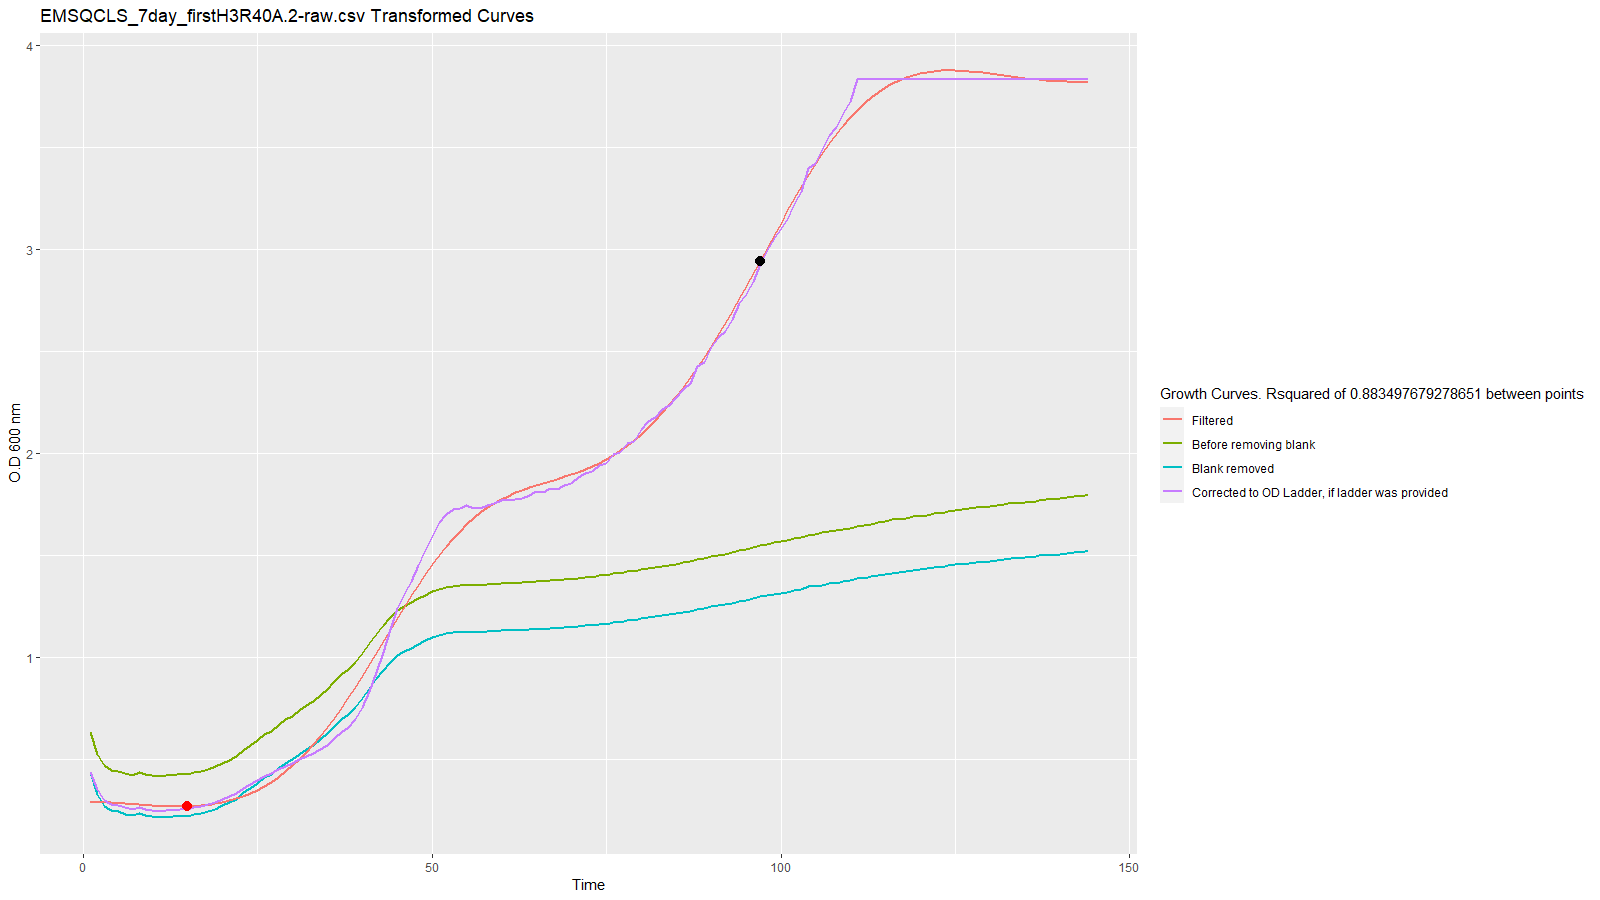 EMSQCLS_7day_firstH3R40A.2-raw.csv Transformed Curves
4
3
2
1
O.D 600 nm
0
50
100
150
Time
Growth Curves. Rsquared of 0.883497679278651 between points
Filtered
Before removing blank
Blank removed
Corrected to OD Ladder, if ladder was provided